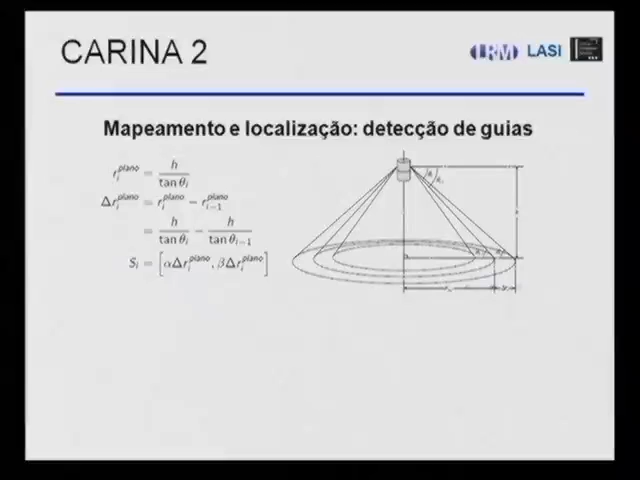 CARINA 2
LRM LASI
Mapeamento e localização: detecção de guias
r_i^plano = h / tan θ_i
Δr_i^plano = r_i^plano − r_{i−1}^plano
= h / tan θ_i − h / tan θ_{i−1}
S_i = [αΔr_i^plano, βΔr_i^plano]